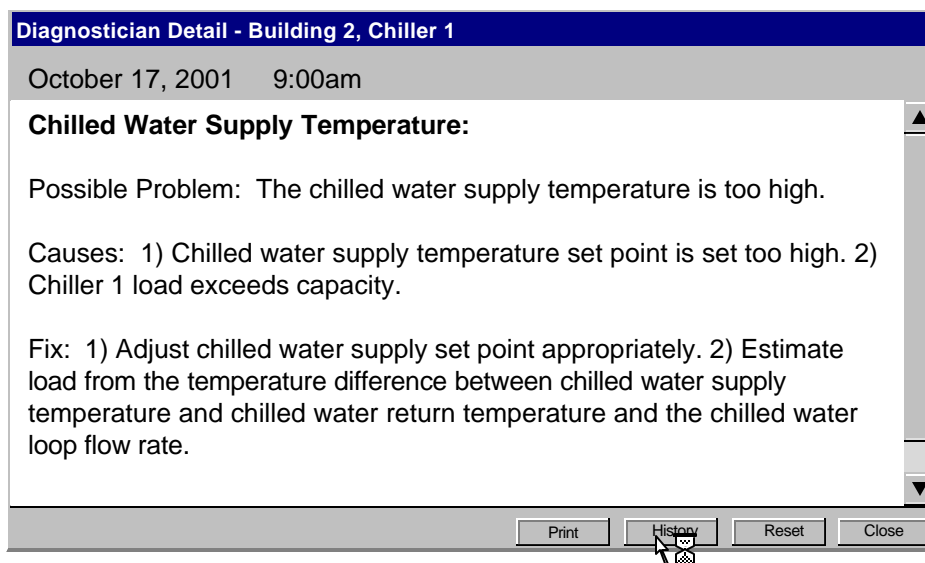 Diagnostician Detail - Building 2, Chiller 1
October 17, 2001 9:00am
Chilled Water Supply Temperature:
Possible Problem: The chilled water supply temperature is too high.
Causes: 1) Chilled water supply temperature set point is set too high. 2)
Chiller 1 load exceeds capacity.
Fix: 1) Adjust chilled water supply set point appropriately. 2) Estimate
load from the temperature difference between chilled water supply
temperature and chilled water return temperature and the chilled water
loop flow rate.
Print History Reset Close